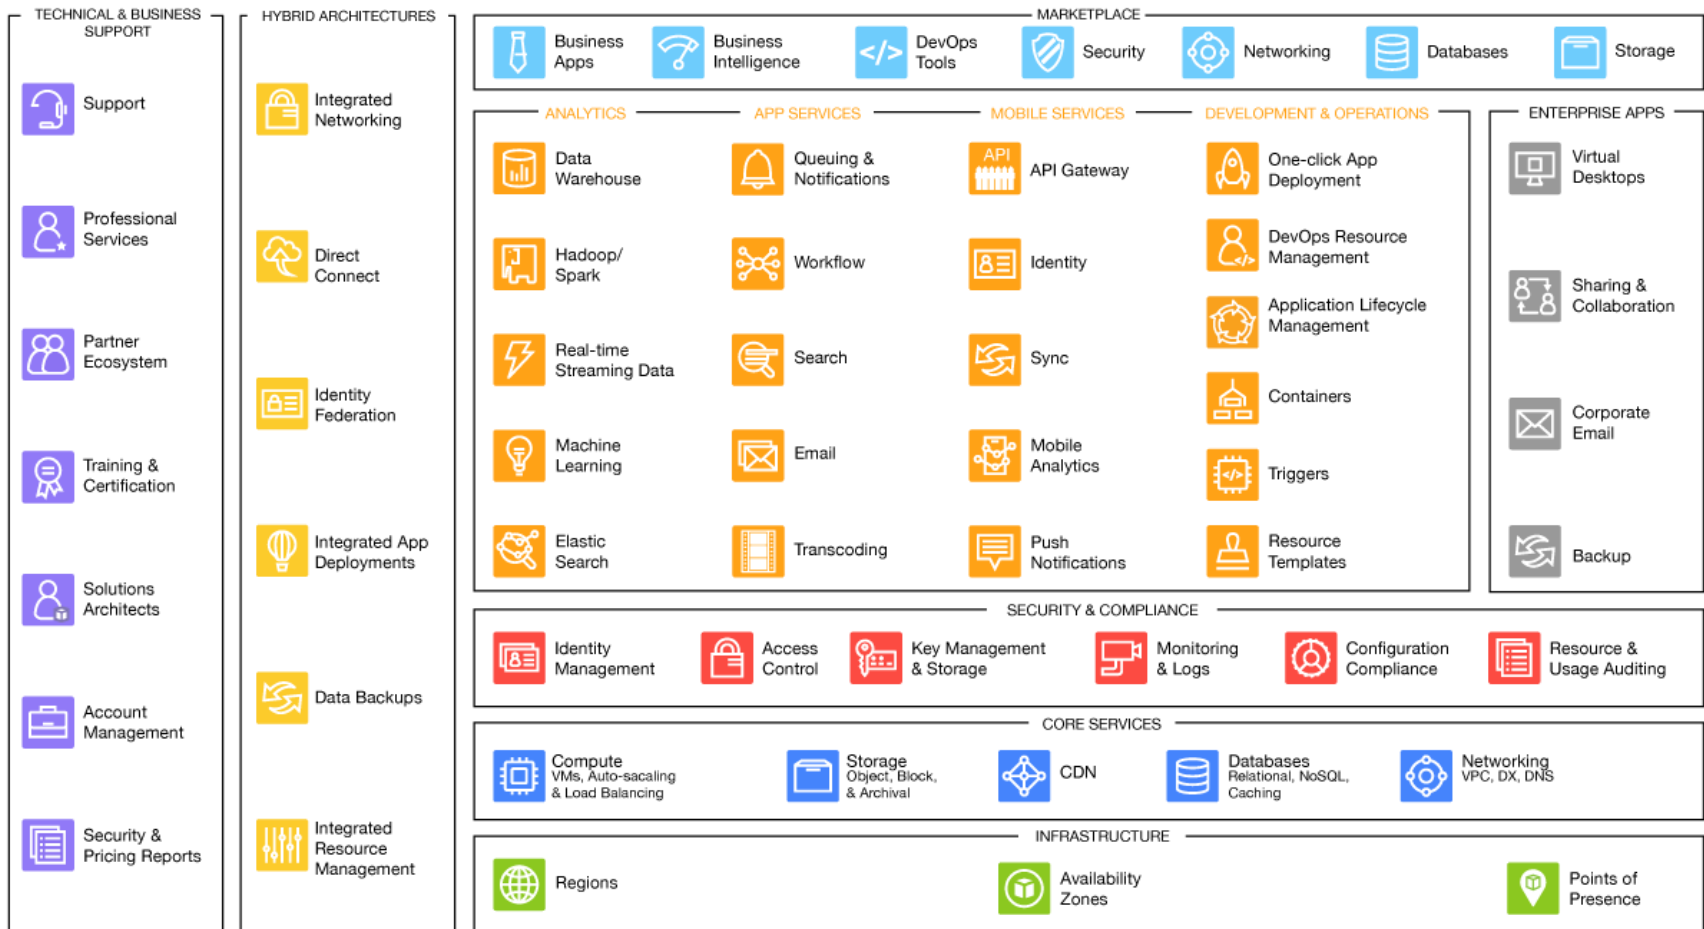 TECHNICAL & BUSINESS
SUPPORT
Support
Professional
Services
Partner
Ecosystem
Training &
Certification
Solutions
Architects
Account
Management
Security &
Pricing Reports
HYBRID ARCHITECTURES
Integrated
Networking
Direct
Connect
Identity
Federation
Integrated App
Deployments
Data Backups
Integrated
Resource
Management
MARKETPLACE
Business
Apps
Business
Intelligence
</>
DevOps
Tools
Security
Networking
Databases
Storage
ANALYTICS
Data
Warehouse
Hadoop/
Spark
Real-time
Streaming Data
Machine
Learning
Elastic
Search
APP SERVICES
Queuing &
Notifications
Workflow
Search
Email
Transcoding
MOBILE SERVICES
API
API Gateway
Identity
Sync
Mobile
Analytics
Push
Notifications
DEVELOPMENT & OPERATIONS
One-click App
Deployment
DevOps Resource
Management
</>
Application Lifecycle
Management
Containers
</>
Triggers
Resource
Templates
ENTERPRISE APPS
Virtual
Desktops
Sharing &
Collaboration
Corporate
Email
Backup
SECURITY & COMPLIANCE
Identity
Management
Access
Control
Key Management
& Storage
Monitoring
& Logs
Configuration
Compliance
Resource &
Usage Auditing
CORE SERVICES
Compute
VMs, Auto-sacaling
& Load Balancing
Storage
Object, Block,
& Archival
CDN
Databases
Relational, NoSQL,
Caching
Networking
VPC, DX, DNS
INFRASTRUCTURE
Regions
Availability
Zones
Points of
Presence